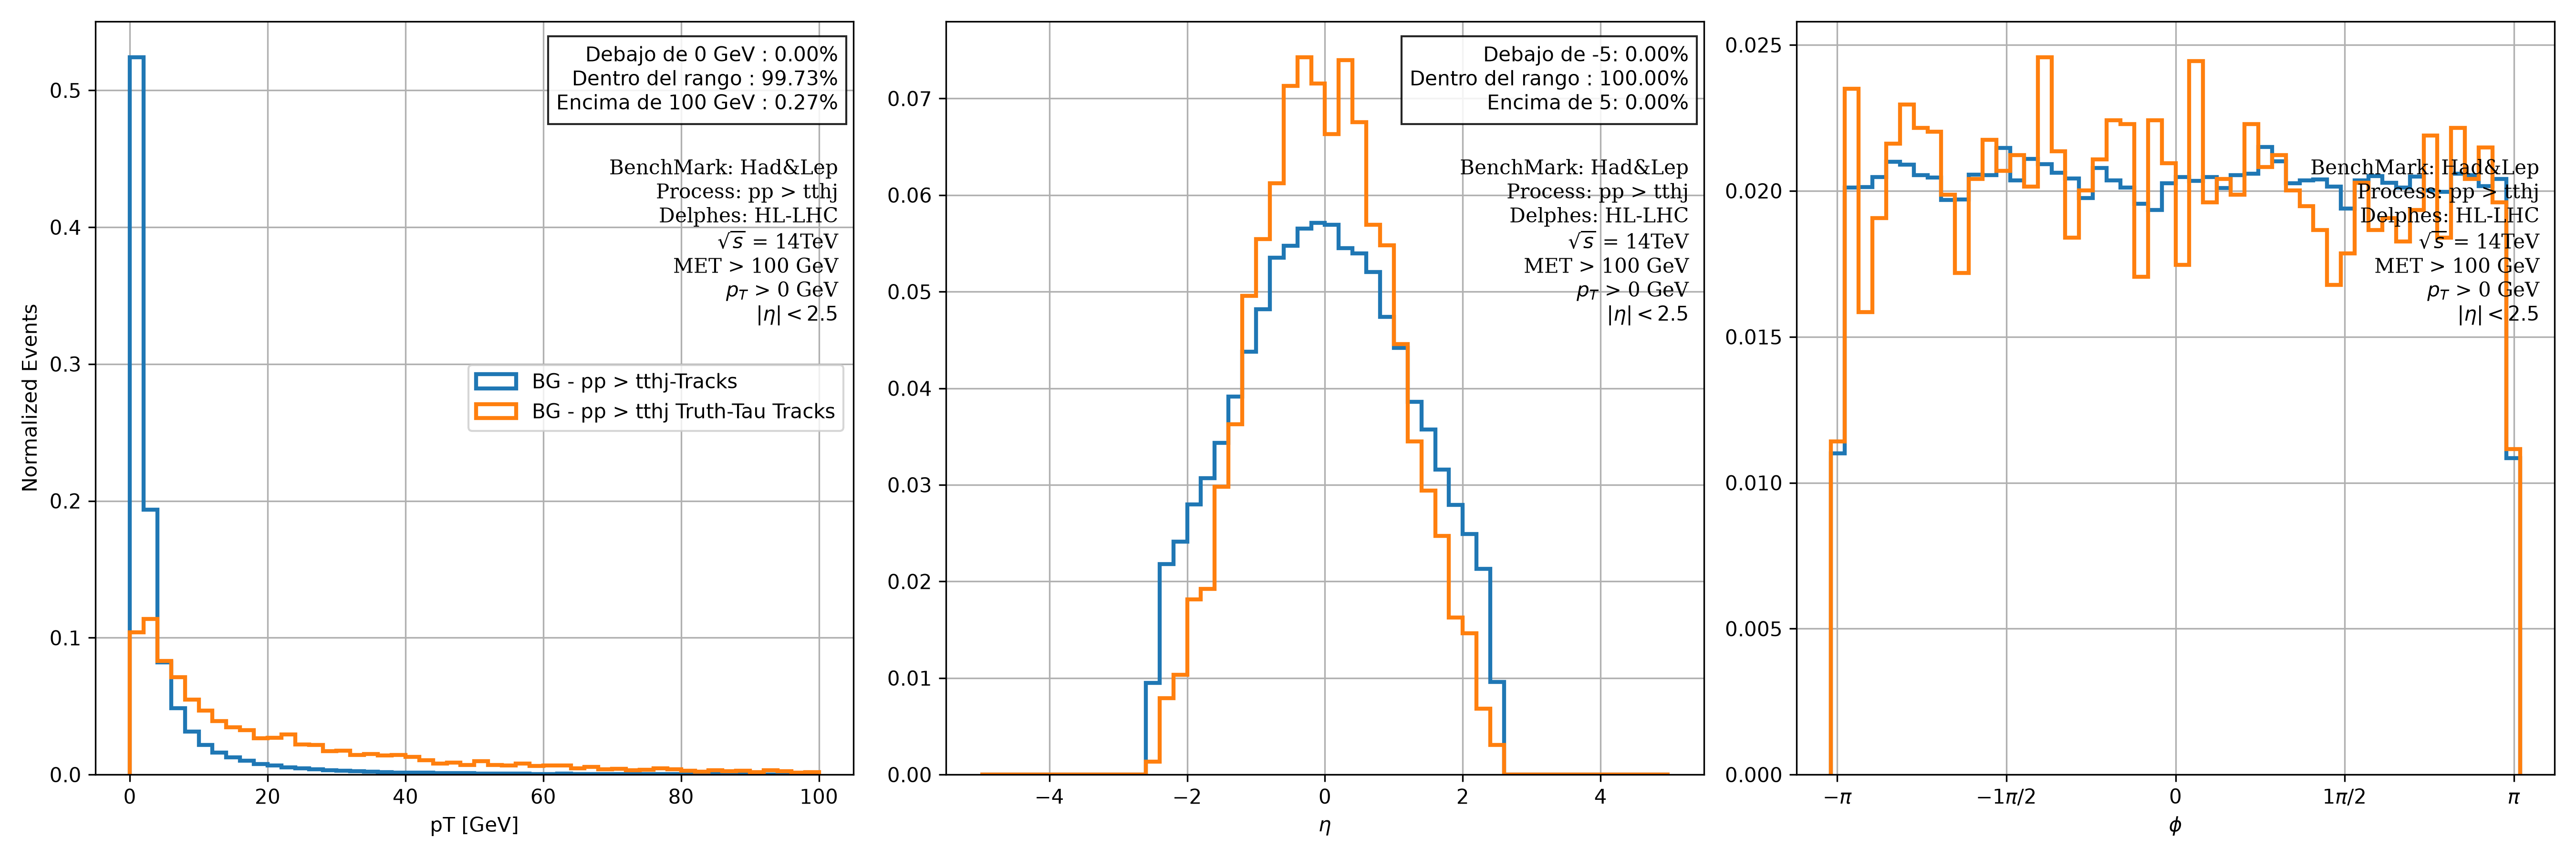 Normalized Events
0.5
0.4
0.3
0.2
0.1
0.0
Debajo de 0 GeV : 0.00%
Dentro del rango : 99.73%
Encima de 100 GeV : 0.27%
BenchMark: Had&Lep
Process: pp > tthj
Delphes: HL-LHC
√s = 14TeV
MET > 100 GeV
pT > 0 GeV
|η| < 2.5
BG - pp > tthj-Tracks
BG - pp > tthj Truth-Tau Tracks
0 20 40 60 80 100
pT [GeV]
0.07
0.06
0.05
0.04
0.03
0.02
0.01
0.00
Debajo de -5: 0.00%
Dentro del rango : 100.00%
Encima de 5: 0.00%
BenchMark: Had&Lep
Process: pp > tthj
Delphes: HL-LHC
√s = 14TeV
MET > 100 GeV
pT > 0 GeV
|η| < 2.5
−4 −2 0 2 4
η
0.025
0.020
0.015
0.010
0.005
0.000
BenchMark: Had&Lep
Process: pp > tthj
Delphes: HL-LHC
√s = 14TeV
MET > 100 GeV
pT > 0 GeV
|η| < 2.5
−π −1π/2 0 1π/2 π
ϕ